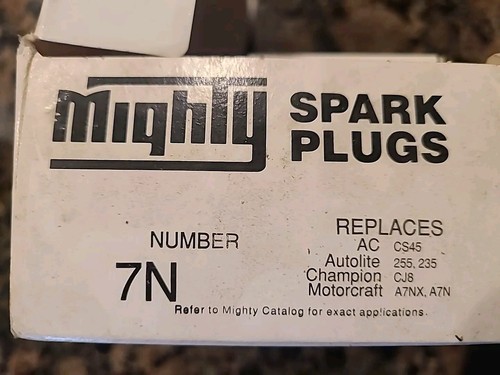 Mighty SPARK
PLUGS
NUMBER
7N
REPLACES
AC CS45
Autolite 255, 235
Champion CJ8
Motorcraft A7NX, A7N
Refer to Mighty Catalog for exact applications.